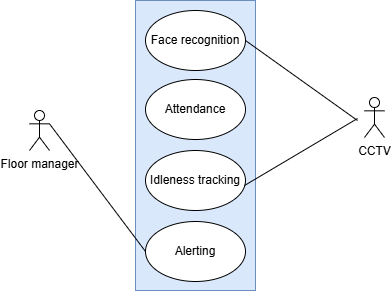 Face recognition
Attendance
Floor manager
CCTV
Idleness tracking
Alerting